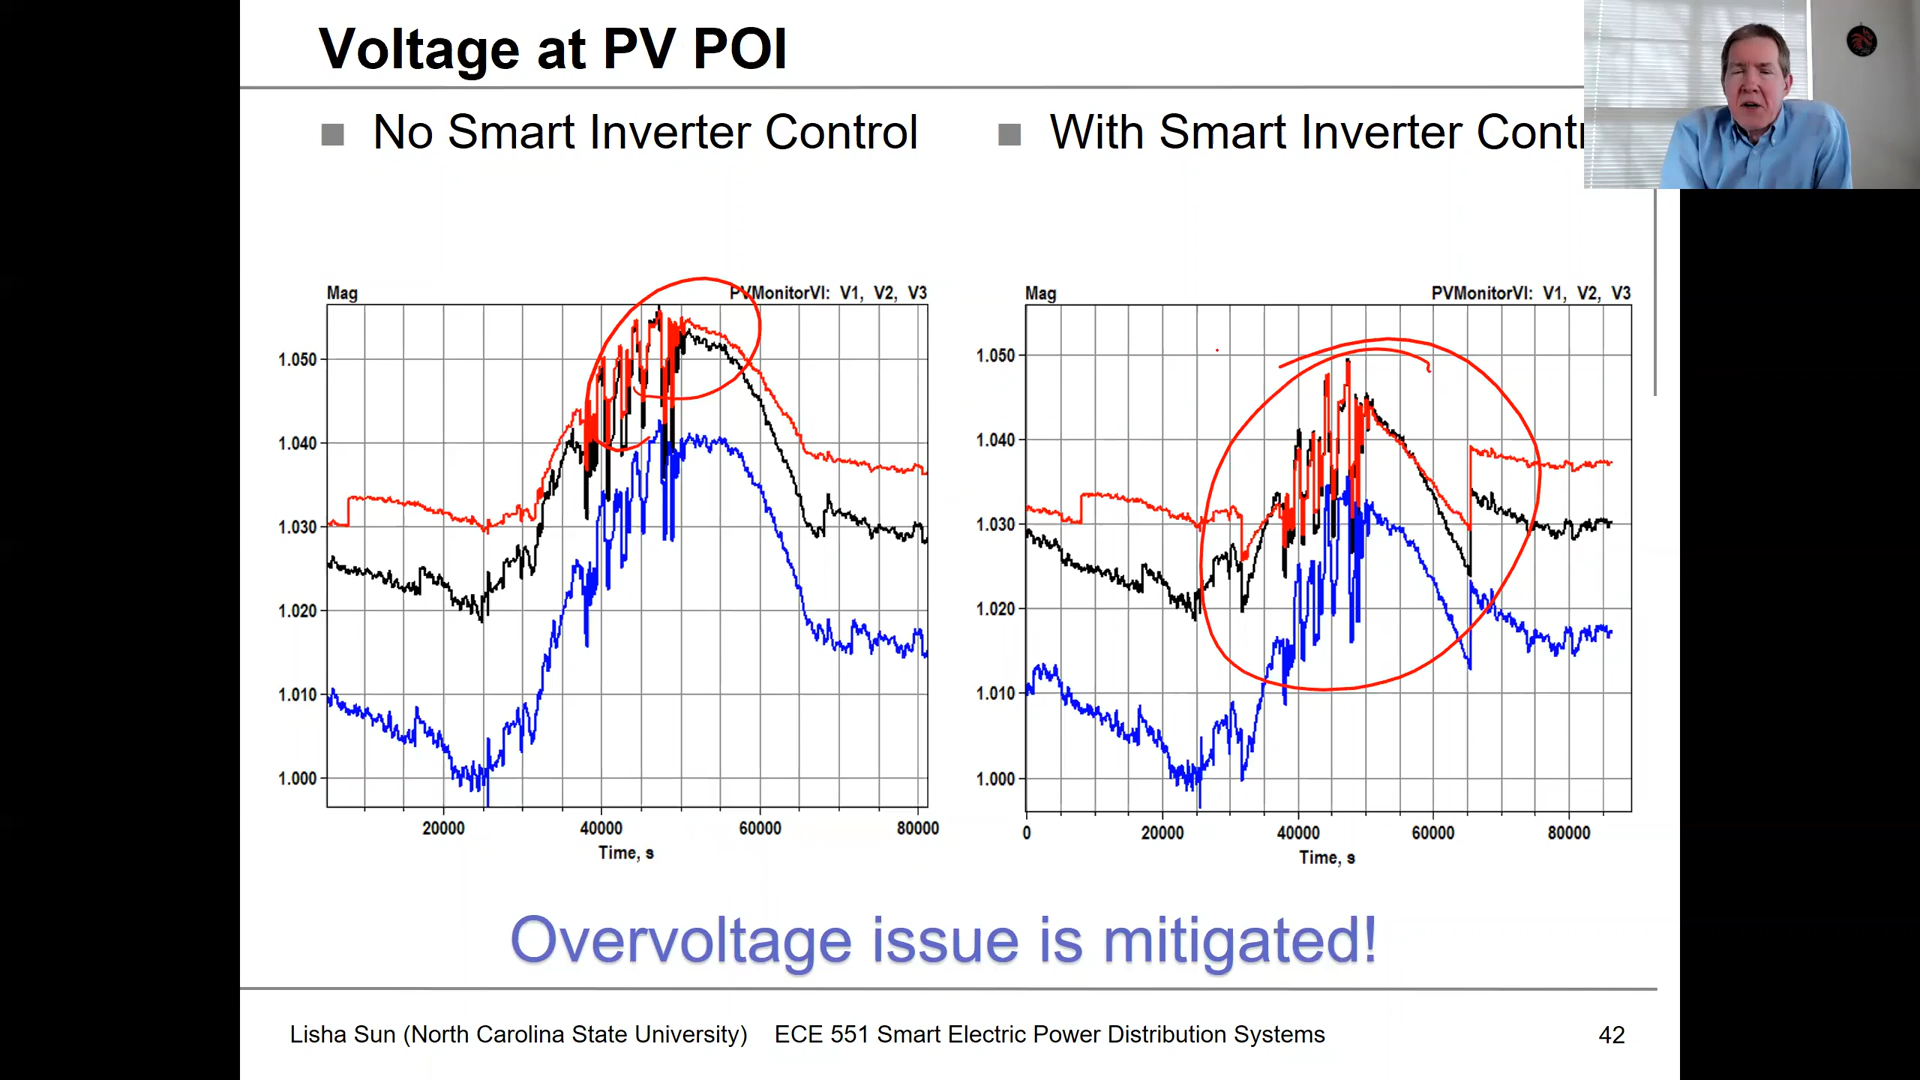 Voltage at PV POI
No Smart Inverter Control
With Smart Inverter Contr
Mag
PVMonitorVI: V1, V2, V3
1.050
1.040
1.030
1.020
1.010
1.000
20000 40000 60000 80000
Time, s
Mag
PVMonitorVI: V1, V2, V3
1.050
1.040
1.030
1.020
1.010
1.000
0 20000 40000 60000 80000
Time, s
Overvoltage issue is mitigated!
Lisha Sun (North Carolina State University) ECE 551 Smart Electric Power Distribution Systems 42